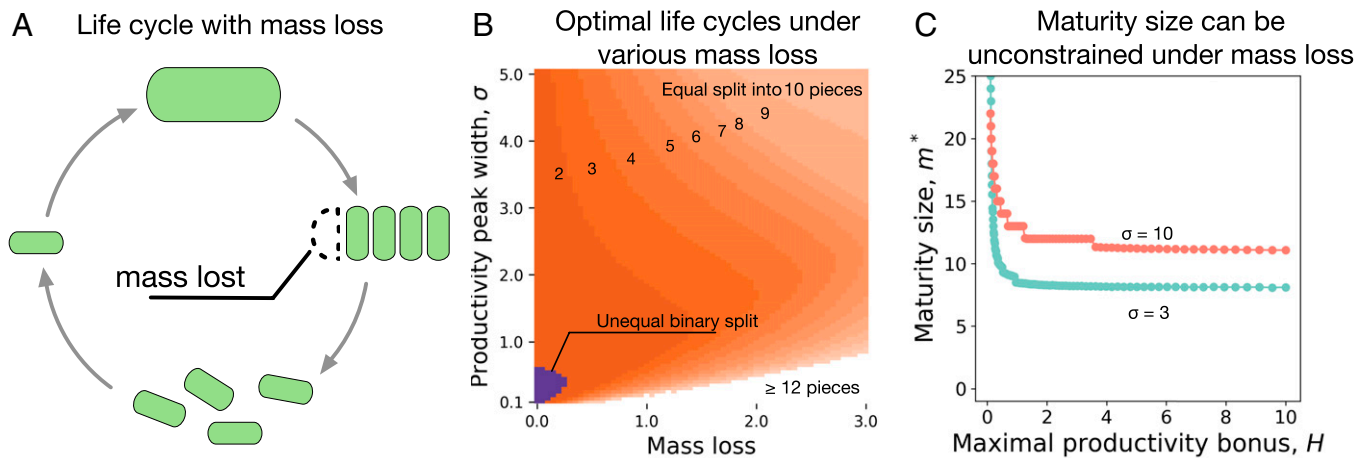 A
Life cycle with mass loss
mass lost
B
Optimal life cycles under
various mass loss
Productivity peak width, σ
5.0
4.0
3.0
2.0
1.0
0.1
Equal split into 10 pieces
2 3 4 5 6 7 8 9
Unequal binary split
≥ 12 pieces
0.0 1.0 2.0 3.0
Mass loss
C
Maturity size can be
unconstrained under mass loss
Maturity size, m*
25
20
15
10
5
0
σ = 10
σ = 3
0 2 4 6 8 10
Maximal productivity bonus, H